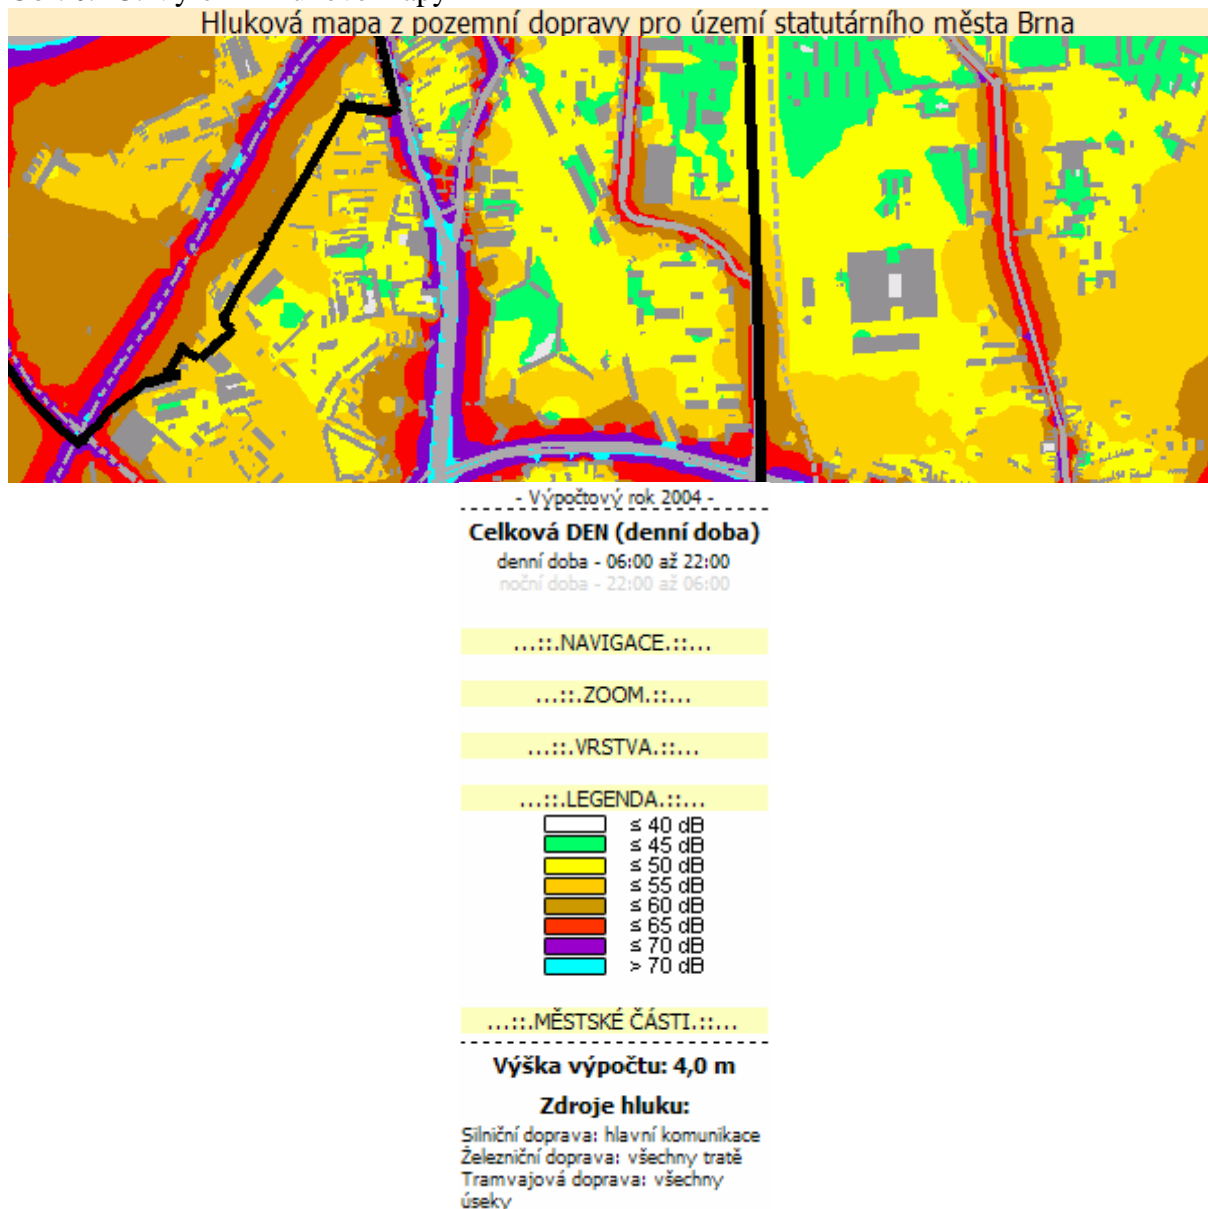 Hluková mapa z pozemní dopravy pro území statutárního města Brna
- Výpočtový rok 2004 -
Celková DEN (denní doba)
denní doba - 06:00 až 22:00
noční doba - 22:00 až 06:00
...::.NAVIGACE.::...
...::.ZOOM.::...
...::.VRSTVA.::...
...::.LEGENDA.::...
≤ 40 dB
≤ 45 dB
≤ 50 dB
≤ 55 dB
≤ 60 dB
≤ 65 dB
≤ 70 dB
> 70 dB
...::.MĚSTSKÉ ČÁSTI.::...
Výška výpočtu: 4,0 m
Zdroje hluku:
Silniční doprava: hlavní komunikace
Železniční doprava: všechny tratě
Tramvajová doprava: všechny
úseky